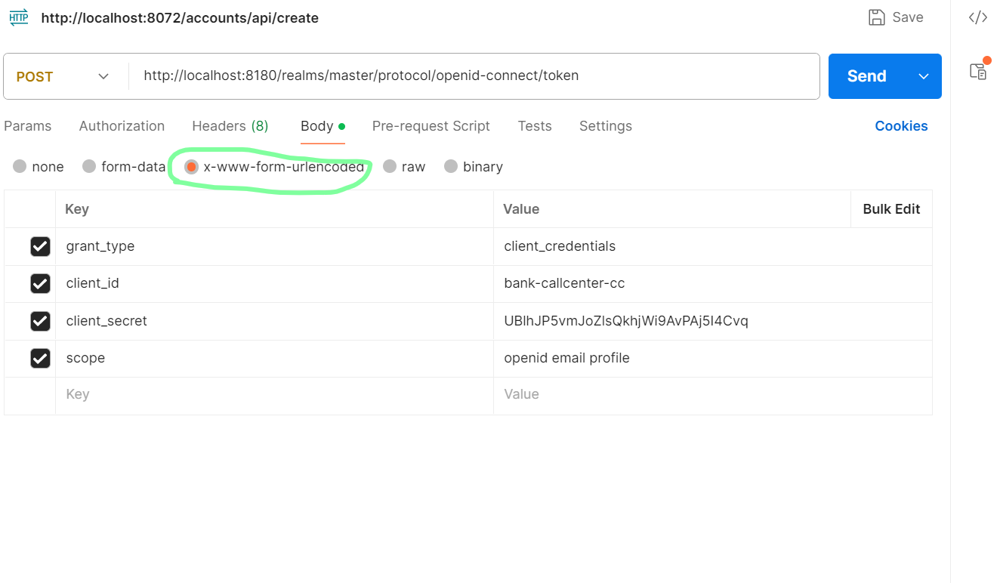 HTTP http://localhost:8072/accounts/api/create Save </>
POST http://localhost:8180/realms/master/protocol/openid-connect/token Send
Params Authorization Headers (8) Body Pre-request Script Tests Settings Cookies
none form-data x-www-form-urlencoded raw binary
Key Value Bulk Edit
grant_type client_credentials
client_id bank-callcenter-cc
client_secret UBlhJP5vmJoZlsQkhjWi9AvPAj5I4Cvq
scope openid email profile
Key Value